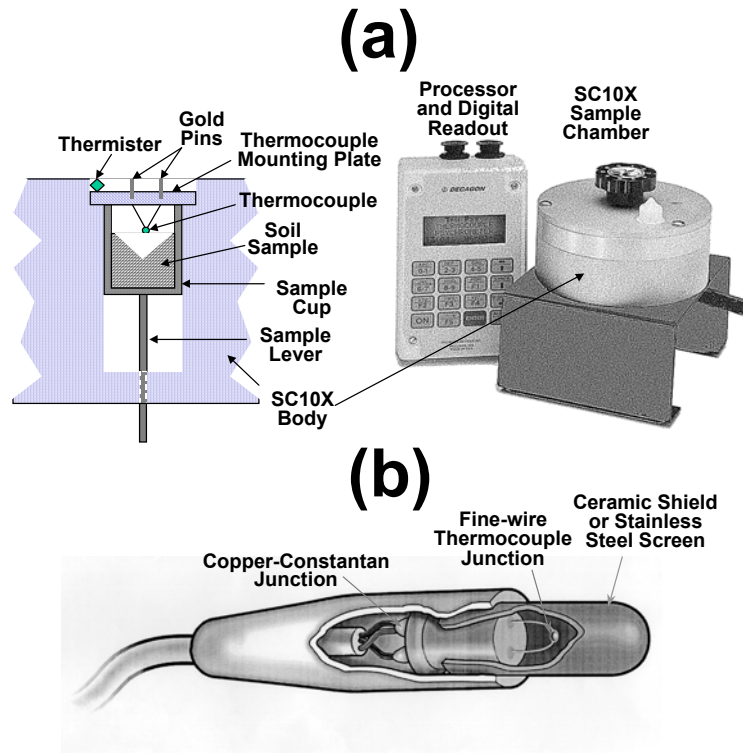 (a)
Thermister
Gold
Pins
Thermocouple
Mounting Plate
Thermocouple
Soil
Sample
Sample
Cup
Sample
Lever
SC10X
Body
Processor
and Digital
Readout
SC10X
Sample
Chamber
DECAGON
ON
ENTER
(b)
Copper-Constantan
Junction
Fine-wire
Thermocouple
Junction
Ceramic Shield
or Stainless
Steel Screen